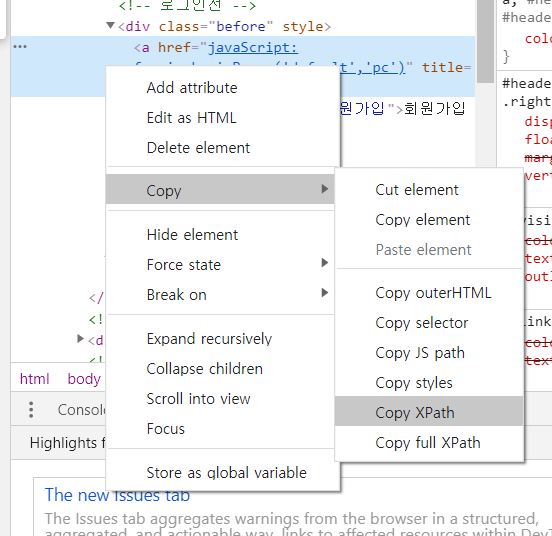 <!-- 로그인전 -->
▼<div class="before" style>
<a href="javaScript:
','pc')" title=
원가입">회원가입
Add attribute
Edit as HTML
Delete element
Copy
Hide element
Force state
Break on
Expand recursively
Collapse children
Scroll into view
Focus
Store as global variable
Cut element
Copy element
Paste element
Copy outerHTML
Copy selector
Copy JS path
Copy styles
Copy XPath
Copy full XPath
a, #hea
#header
colo
}
#heade
.right
disp
floa
marg
vert
visi
colo
text
outl
link
colo
text
</
<!
▶<d
<!
html body
Console
Highlights f
The new Issues tab
The Issues tab aggregates warnings from the browser in a structured,
aggregated, and actionable way, links to affected resources within DevT